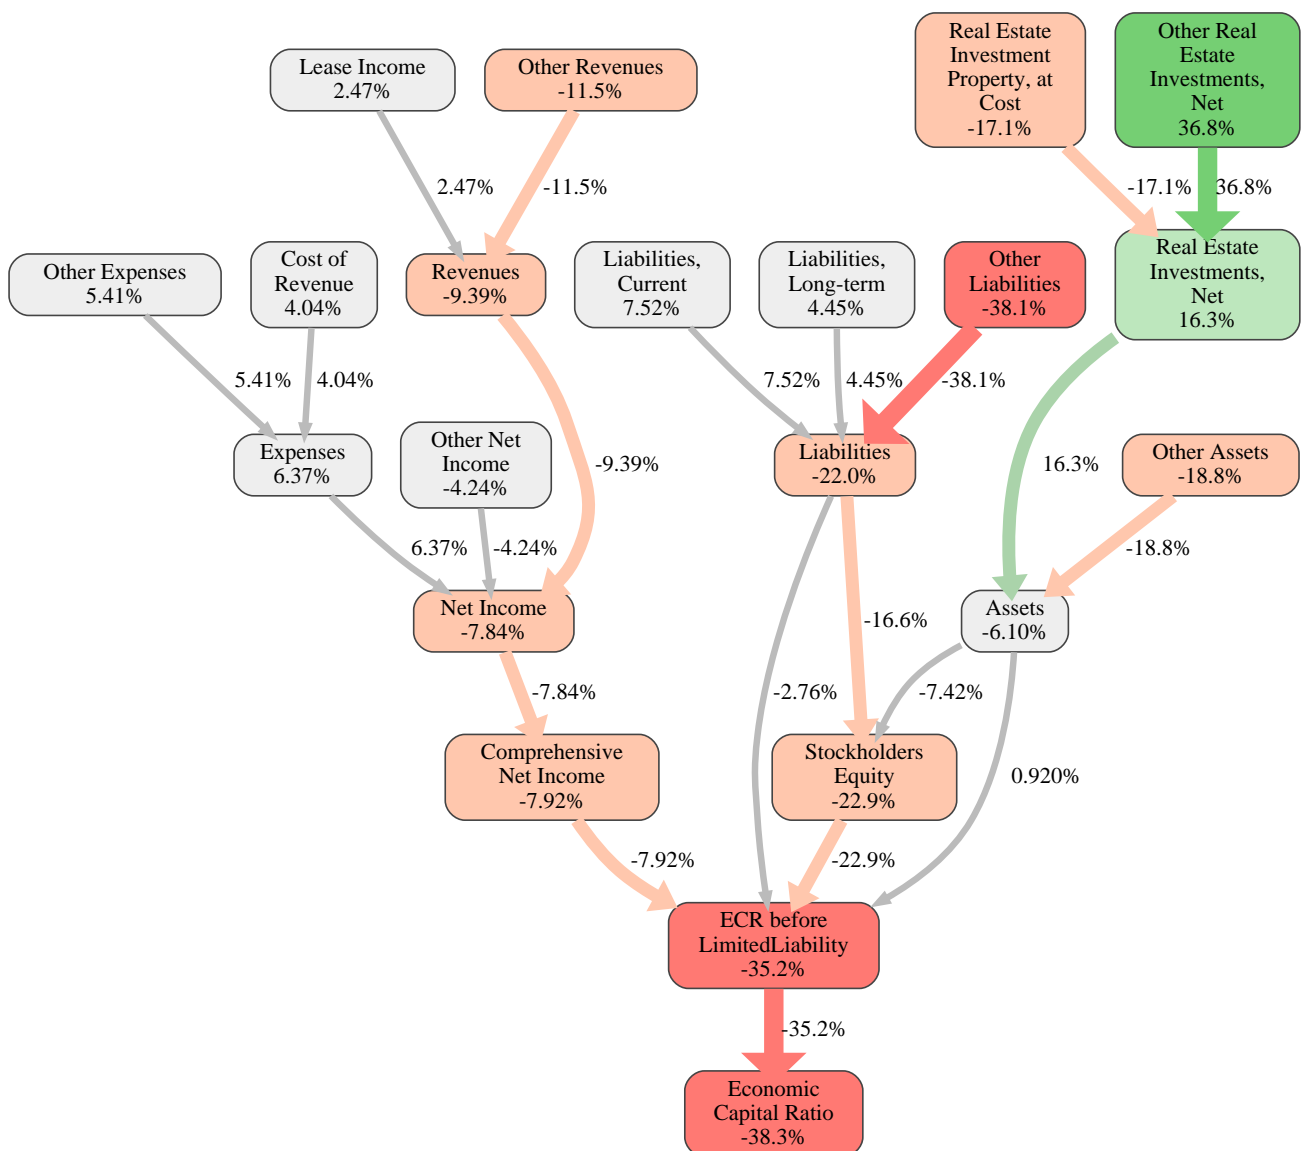 Real Estate
Investment
Property, at
Cost
-17.1%
Other Real
Estate
Investments,
Net
36.8%
Lease Income
2.47%
Other Revenues
-11.5%
2.47%
-11.5%
-17.1%
36.8%
Other Expenses
5.41%
Cost of
Revenue
4.04%
Revenues
-9.39%
Liabilities,
Current
7.52%
Liabilities,
Long-term
4.45%
Other
Liabilities
-38.1%
Real Estate
Investments,
Net
16.3%
5.41%
4.04%
7.52%
4.45%
-38.1%
Expenses
6.37%
Other Net
Income
-4.24%
-9.39%
Liabilities
-22.0%
16.3%
Other Assets
-18.8%
6.37%
-4.24%
-18.8%
Net Income
-7.84%
-16.6%
Assets
-6.10%
-7.84%
-2.76%
-7.42%
Comprehensive
Net Income
-7.92%
Stockholders
Equity
-22.9%
0.920%
-7.92%
-22.9%
ECR before
LimitedLiability
-35.2%
-35.2%
Economic
Capital Ratio
-38.3%